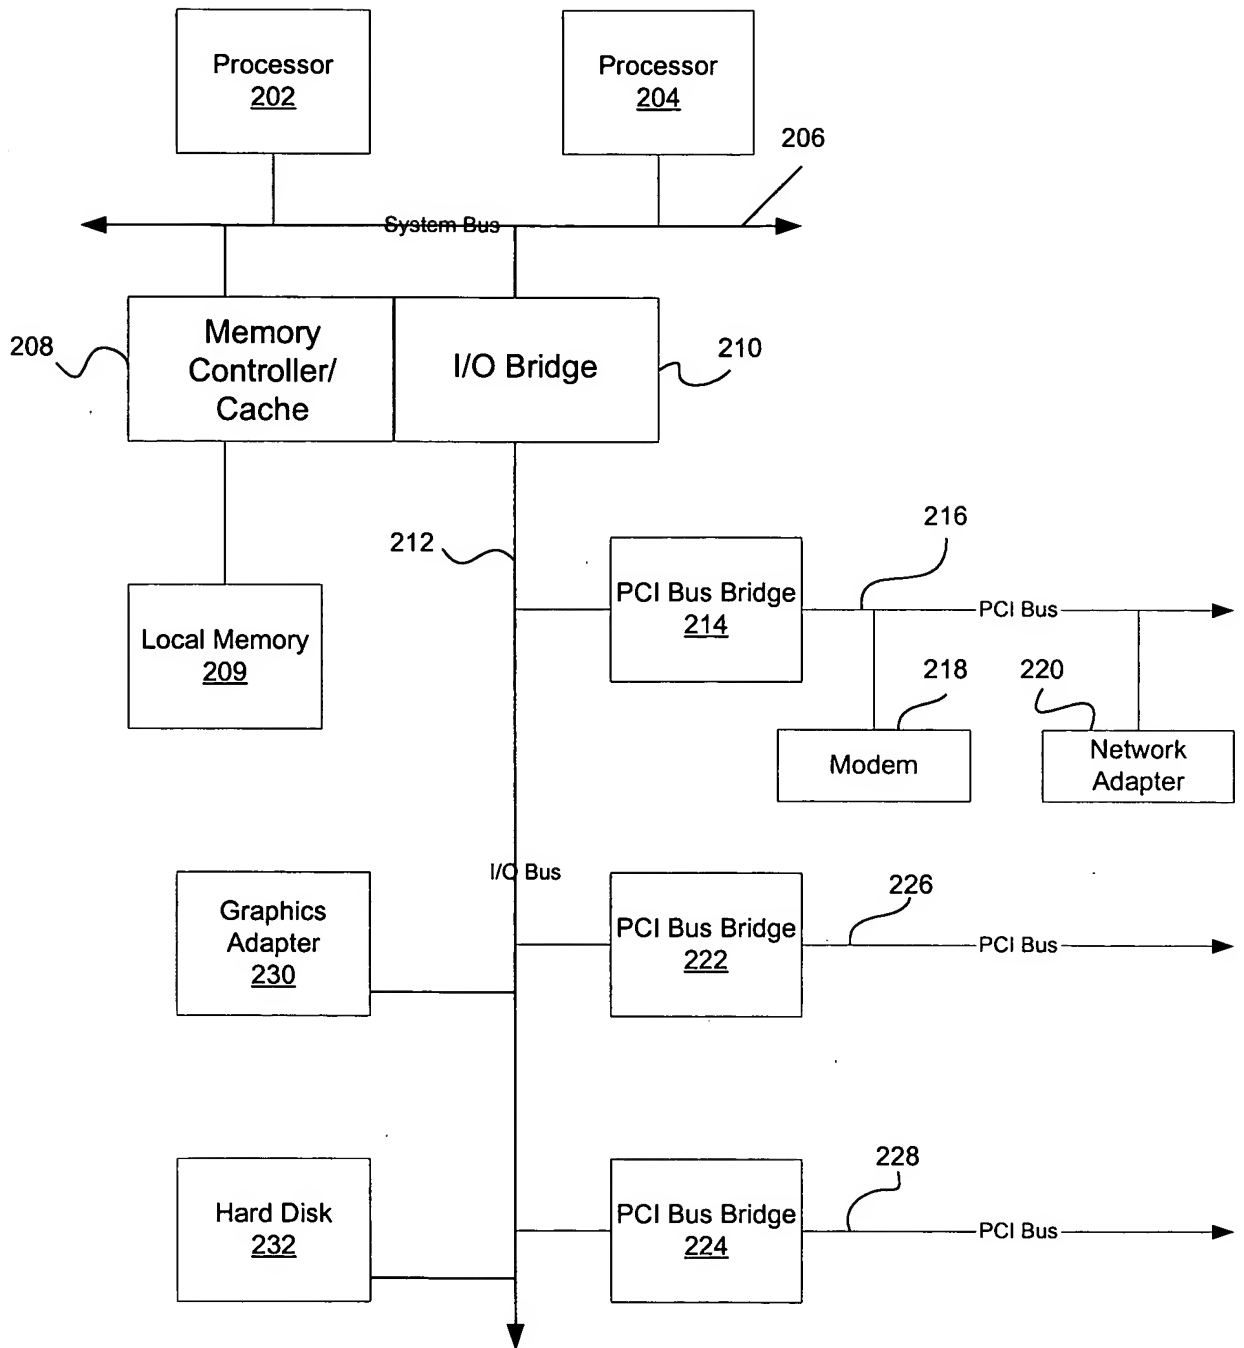 Processor
202
Processor
204
206
System Bus
208
Memory
Controller/
Cache
I/O Bridge
210
212
216
PCI Bus Bridge
214
PCI Bus
Local Memory
209
218
220
Modem
Network
Adapter
I/O Bus
226
Graphics
Adapter
230
PCI Bus Bridge
222
PCI Bus
228
Hard Disk
232
PCI Bus Bridge
224
PCI Bus